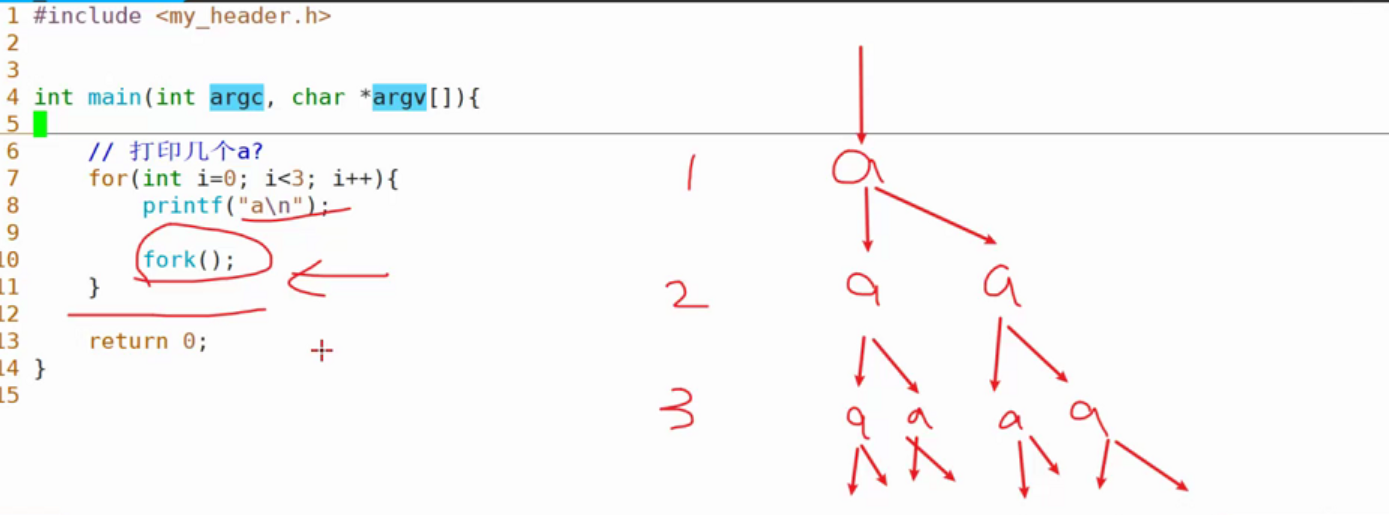 1 #include <my_header.h>
2
3
4 int main(int argc, char *argv[]){
5
6 // 打印几个a?
7 for(int i=0; i<3; i++){
8 printf("a\n");
9
10 fork();
11 }
12
13 return 0;
14 }
15
1 a
2 a a
3 a a a a